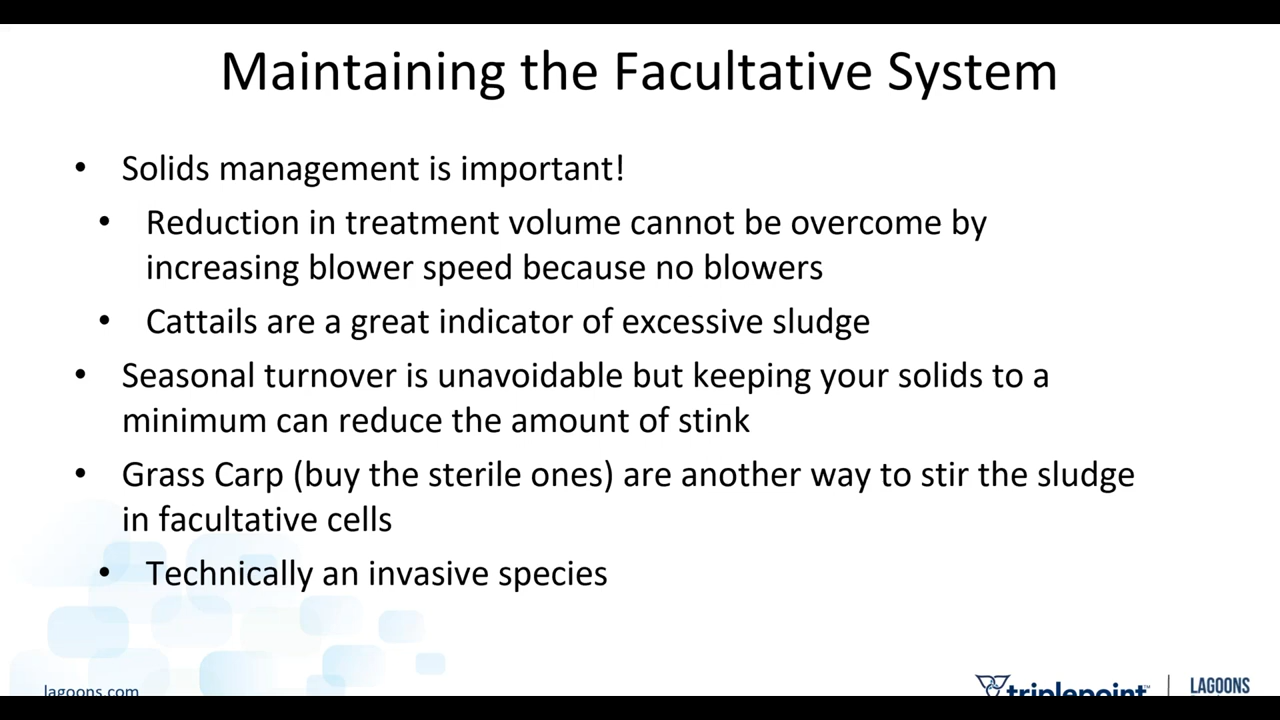 Maintaining the Facultative System
• Solids management is important!
• Reduction in treatment volume cannot be overcome by
increasing blower speed because no blowers
• Cattails are a great indicator of excessive sludge
• Seasonal turnover is unavoidable but keeping your solids to a
minimum can reduce the amount of stink
• Grass Carp (buy the sterile ones) are another way to stir the sludge
in facultative cells
• Technically an invasive species
lagoons.com
triplepoint™ | LAGOONS